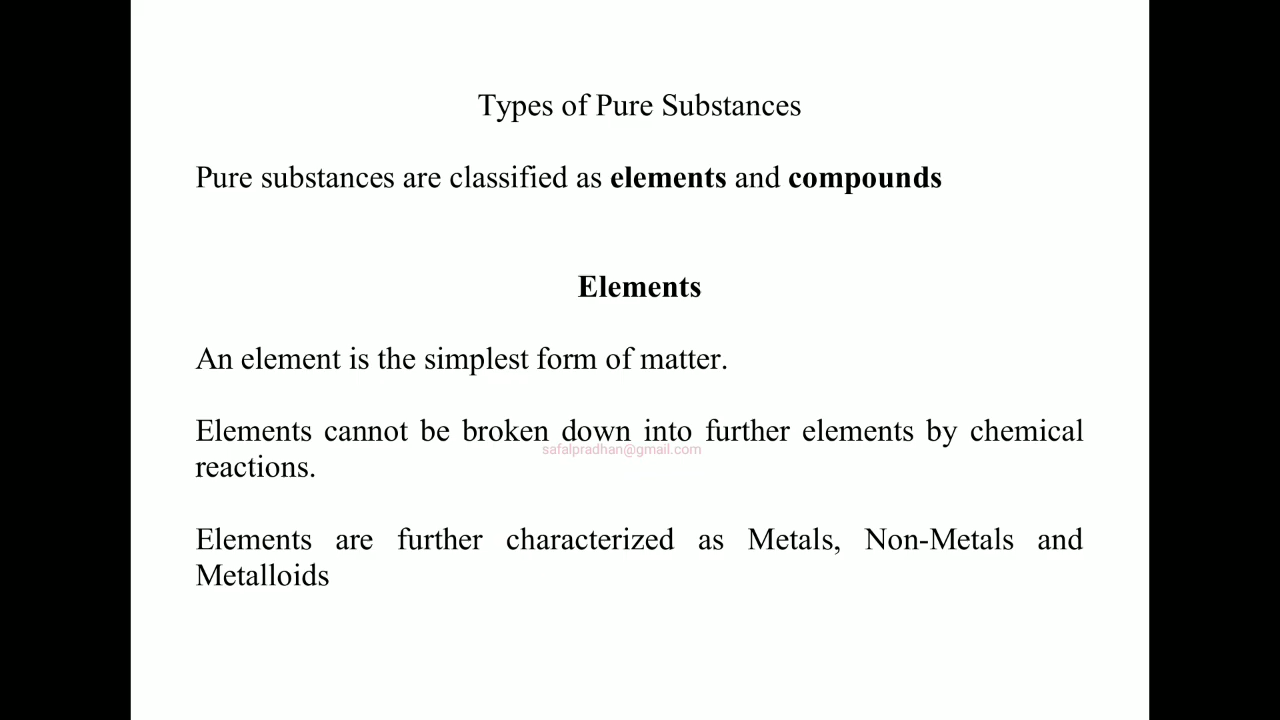 Types of Pure Substances
Pure substances are classified as elements and compounds
Elements
An element is the simplest form of matter.
Elements cannot be broken down into further elements by chemical
safalpradhan@gmail.com
reactions.
Elements are further characterized as Metals, Non-Metals and
Metalloids